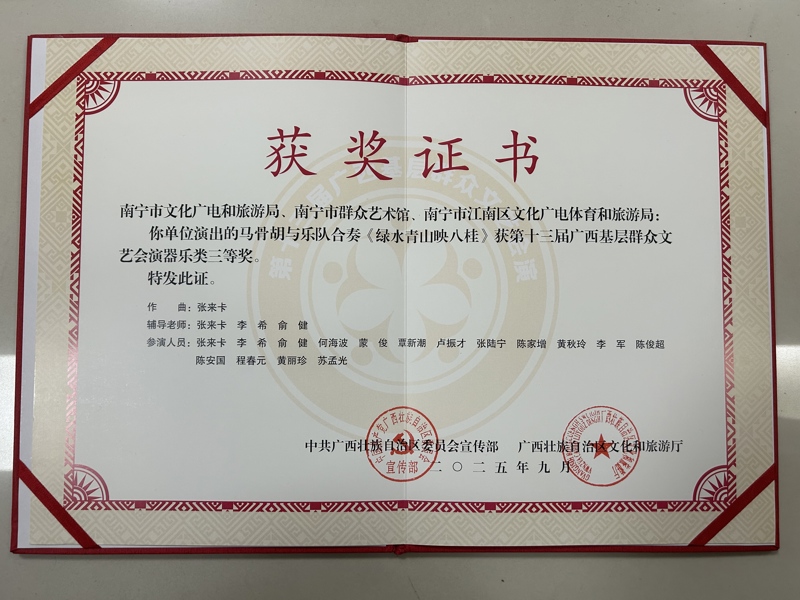 获奖证书
南宁市文化广电和旅游局、南宁市群众艺术馆、南宁市江南区文化广电体育和旅游局：
你单位演出的马骨胡与乐队合奏《绿水青山映八桂》获第十三届广西基层群众文
艺会演器乐类三等奖。
特发此证。
作　　曲：张来卡
辅导老师：张来卡　李　希　俞　健
参演人员：张来卡　李　希　俞　健　何海波　蒙　俊　覃新潮　卢振才　张陆宁　陈家增　黄秋玲　李　军　陈俊超
陈安国　程春元　黄丽珍　苏孟光
中共广西壮族自治区委员会宣传部　广西壮族自治区文化和旅游厅
宣传部
二〇二五年九月